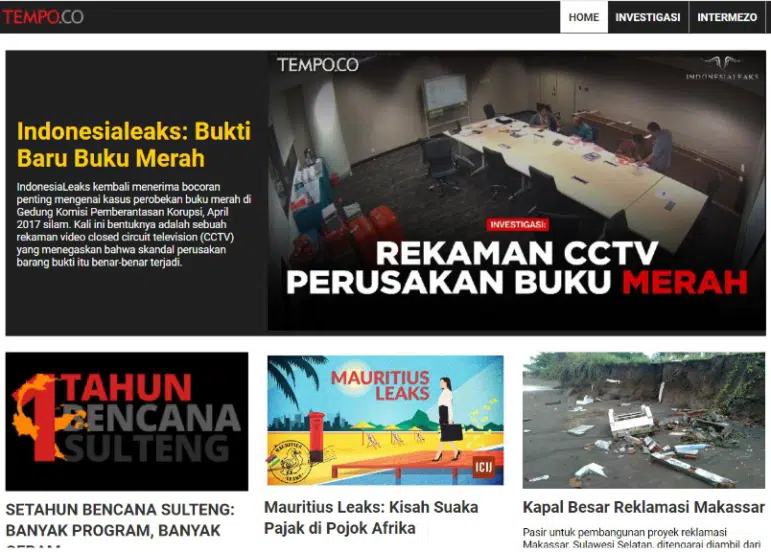 TEMPO.CO
HOME
INVESTIGASI
INTERMEZO
Indonesialeaks: Bukti
Baru Buku Merah
IndonesiaLeaks kembali menerima bocoran
penting mengenai kasus perobekan buku merah di
Gedung Komisi Pemberantasan Korupsi, April
2017 silam. Kali ini bentuknya adalah sebuah
rekaman video closed circuit television (CCTV)
yang menegaskan bahwa skandal perusakan
barang bukti itu benar-benar terjadi.
TEMPO.CO
INDONESIALEAKS
INVESTIGASI:
REKAMAN CCTV
PERUSAKAN BUKU MERAH
1 TAHUN
BENCANA
SULTENG
SETAHUN BENCANA SULTENG:
BANYAK PROGRAM, BANYAK
MAURITIUS
LEAKS
MAURITIUS
ICIJ
Mauritius Leaks: Kisah Suaka
Pajak di Pojok Afrika
Kapal Besar Reklamasi Makassar
Pasir untuk pembangunan proyek reklamasi
Makassar, Sulawesi Selatan, ditengarai diambil dari